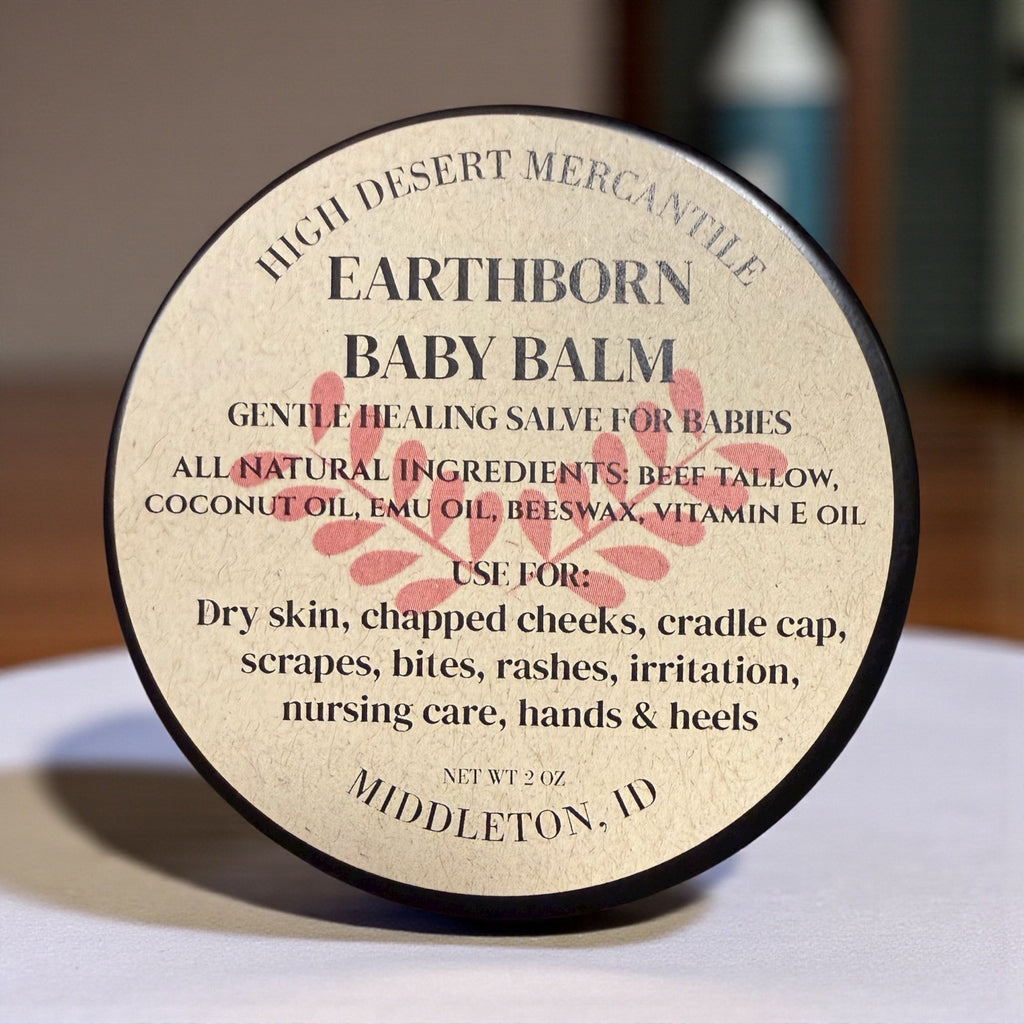 HIGH DESERT MERCANTILE
EARTHBORN
BABY BALM
GENTLE HEALING SALVE FOR BABIES
ALL NATURAL INGREDIENTS: BEEF TALLOW,
COCONUT OIL, EMU OIL, BEESWAX, VITAMIN E OIL
USE FOR:
Dry skin, chapped cheeks, cradle cap,
scrapes, bites, rashes, irritation,
nursing care, hands & heels
NET WT 2 OZ
MIDDLETON, ID